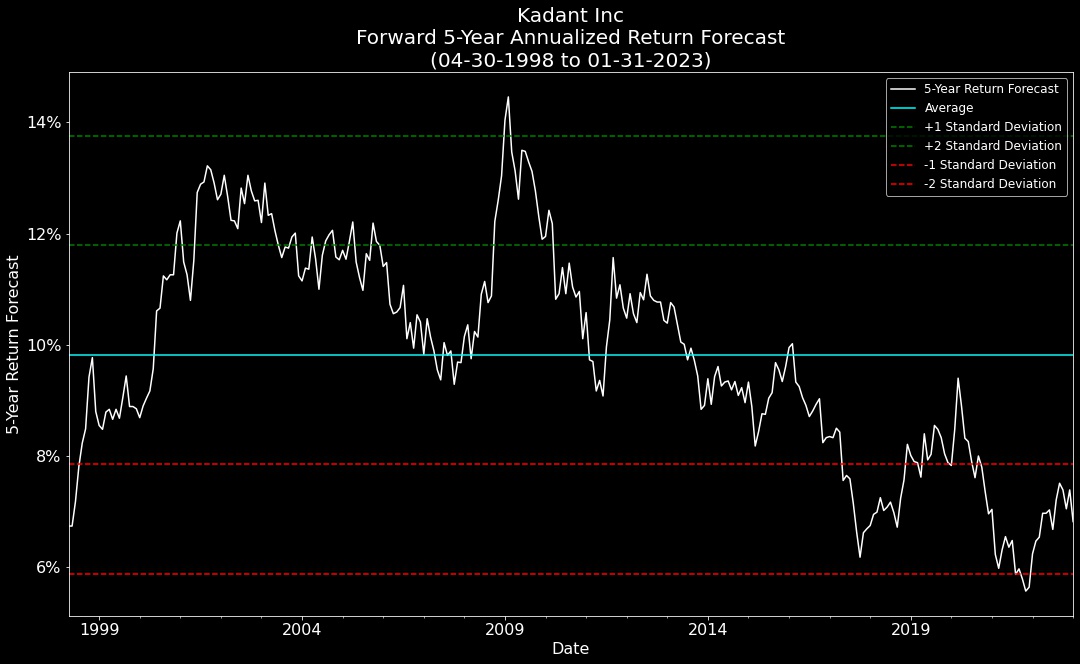 Kadant Inc
Forward 5-Year Annualized Return Forecast
(04-30-1998 to 01-31-2023)
5-Year Return Forecast
Average
+1 Standard Deviation
+2 Standard Deviation
-1 Standard Deviation
-2 Standard Deviation
14%
12%
10%
8%
6%
5-Year Return Forecast
1999
2004
2009
2014
2019
Date